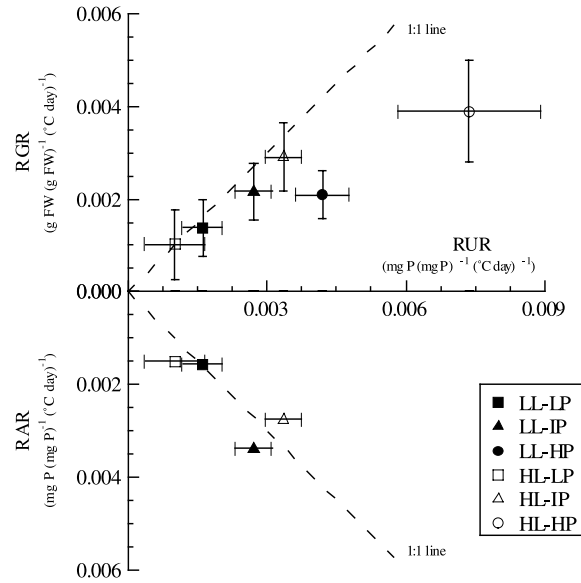 0.006
1:1 line
0.004
RGR
(g FW (g FW)⁻¹ (°C day)⁻¹
0.002
RUR
(mg P (mg P) ⁻¹ (°C day) ⁻¹)
0.000
0.003
0.006
0.009
RAR
(mg P (mg P)⁻¹ (°C day)⁻¹)
0.002
0.004
0.006
1:1 line
LL-LP
LL-IP
LL-HP
HL-LP
HL-IP
HL-HP